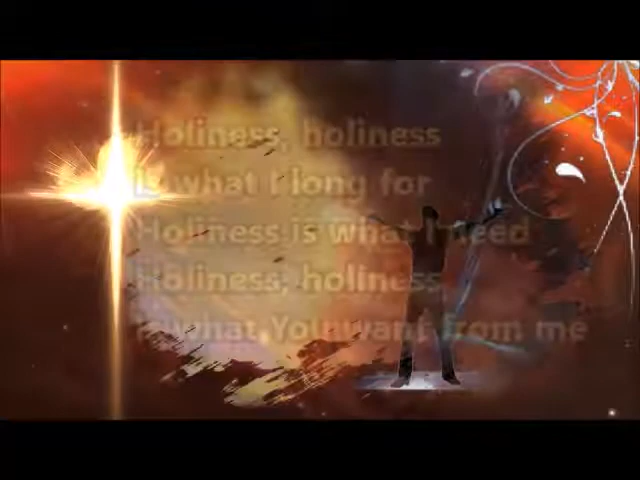 Holiness, holiness
is what I long for
Holiness is what I need
Holiness, holiness
is what You want from me